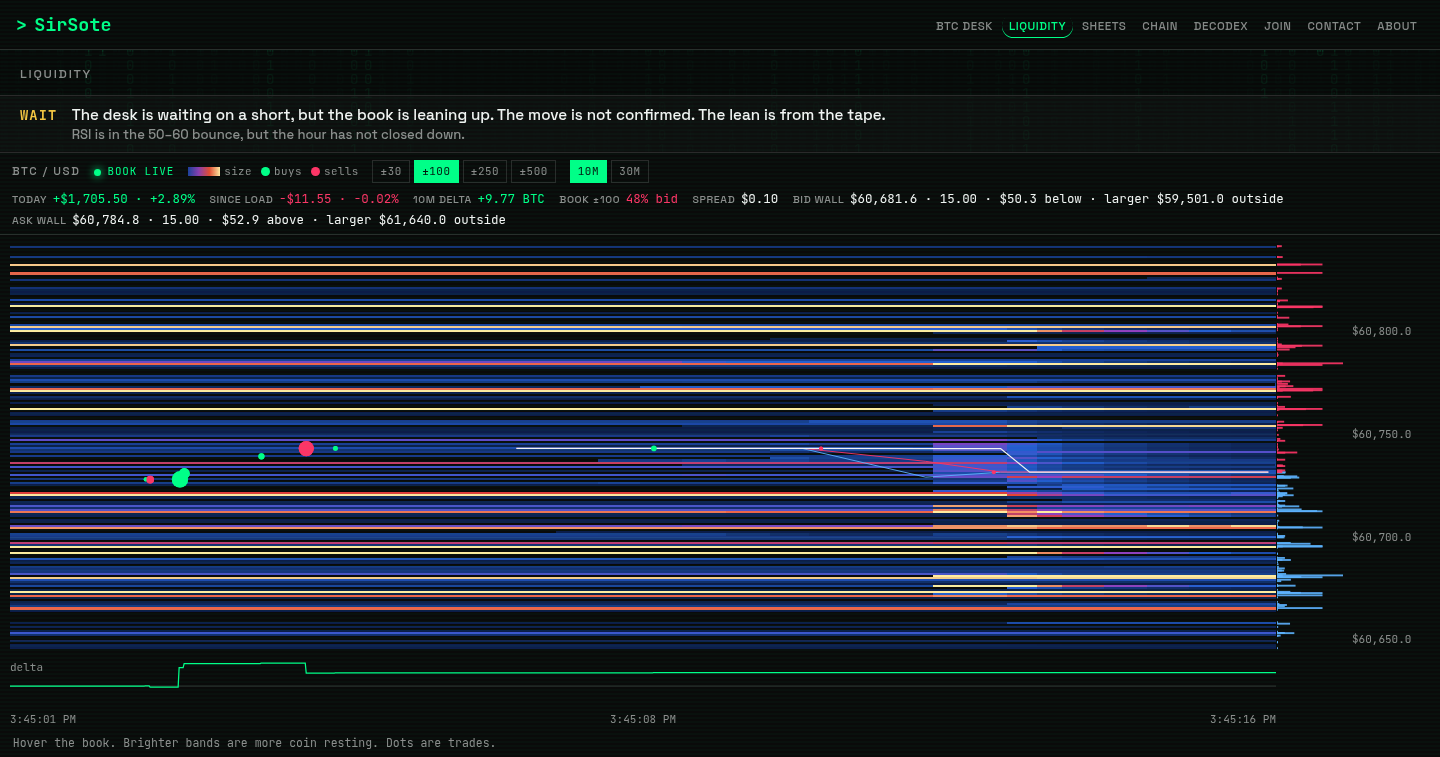 > SirSote
BTC DESK LIQUIDITY SHEETS CHAIN DECODEX JOIN CONTACT ABOUT
LIQUIDITY
WAIT The desk is waiting on a short, but the book is leaning up. The move is not confirmed. The lean is from the tape.
RSI is in the 50–60 bounce, but the hour has not closed down.
BTC / USD BOOK LIVE size buys sells ±30 ±100 ±250 ±500 10M 30M
TODAY +$1,705.50 · +2.89% SINCE LOAD -$11.55 · -0.02% 10M DELTA +9.77 BTC BOOK ±100 48% bid SPREAD $0.10 BID WALL $60,681.6 · 15.00 · $50.3 below · larger $59,501.0 outside
ASK WALL $60,784.8 · 15.00 · $52.9 above · larger $61,640.0 outside
$60,800.0
$60,750.0
$60,700.0
$60,650.0
delta
3:45:01 PM 3:45:08 PM 3:45:16 PM
Hover the book. Brighter bands are more coin resting. Dots are trades.